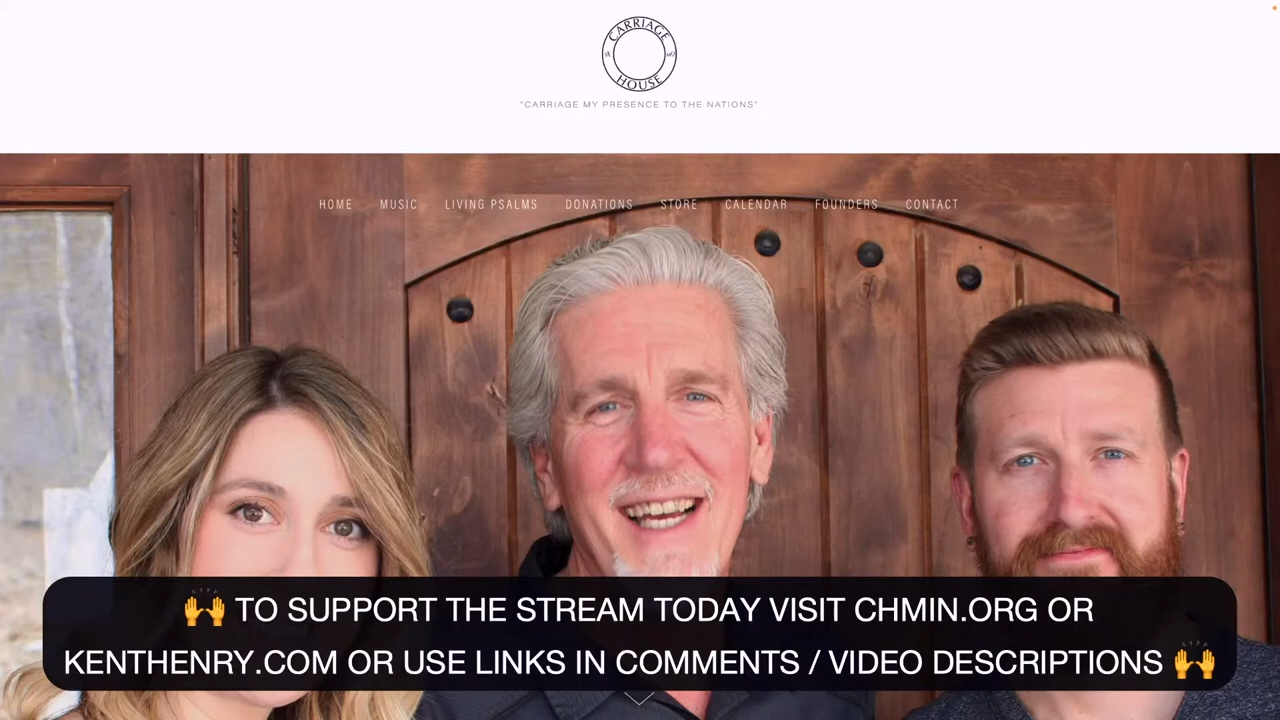 CARRIAGE
HOUSE
"CARRIAGE MY PRESENCE TO THE NATIONS"
HOME MUSIC LIVING PSALMS DONATIONS STORE CALENDAR FOUNDERS CONTACT
🙌 TO SUPPORT THE STREAM TODAY VISIT CHMIN.ORG OR
KENTHENRY.COM OR USE LINKS IN COMMENTS / VIDEO DESCRIPTIONS 🙌